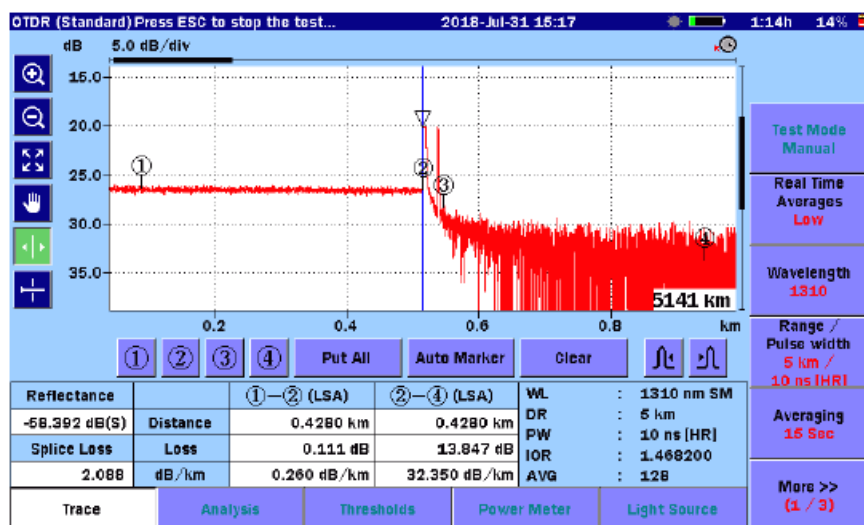 OTDR (Standard) Press ESC to stop the test... 2018-Jul-31 15:17 1:14h 14%
dB 5.0 dB/div
15.0
20.0
25.0
30.0
35.0
① ② ③ ④
5141 km
0.2 0.4 0.6 0.8 km
① ② ③ ④ Put All Auto Marker Clear
Test Mode
Manual
Real Time
Averages
Low
Wavelength
1310
Range /
Pulse width
5 km /
10 ns [HR]
Averaging
15 Sec
More >>
(1 / 3)
Reflectance ①-② (LSA) ②-④ (LSA)
-58.392 dB(S) Distance 0.4280 km 0.4280 km
Splice Loss Loss 0.111 dB 13.847 dB
2.088 dB/km 0.260 dB/km 32.350 dB/km
WL : 1310 nm SM
DR : 5 km
PW : 10 ns [HR]
IOR : 1.468200
AVG : 128
Trace Analysis Thresholds Power Meter Light Source